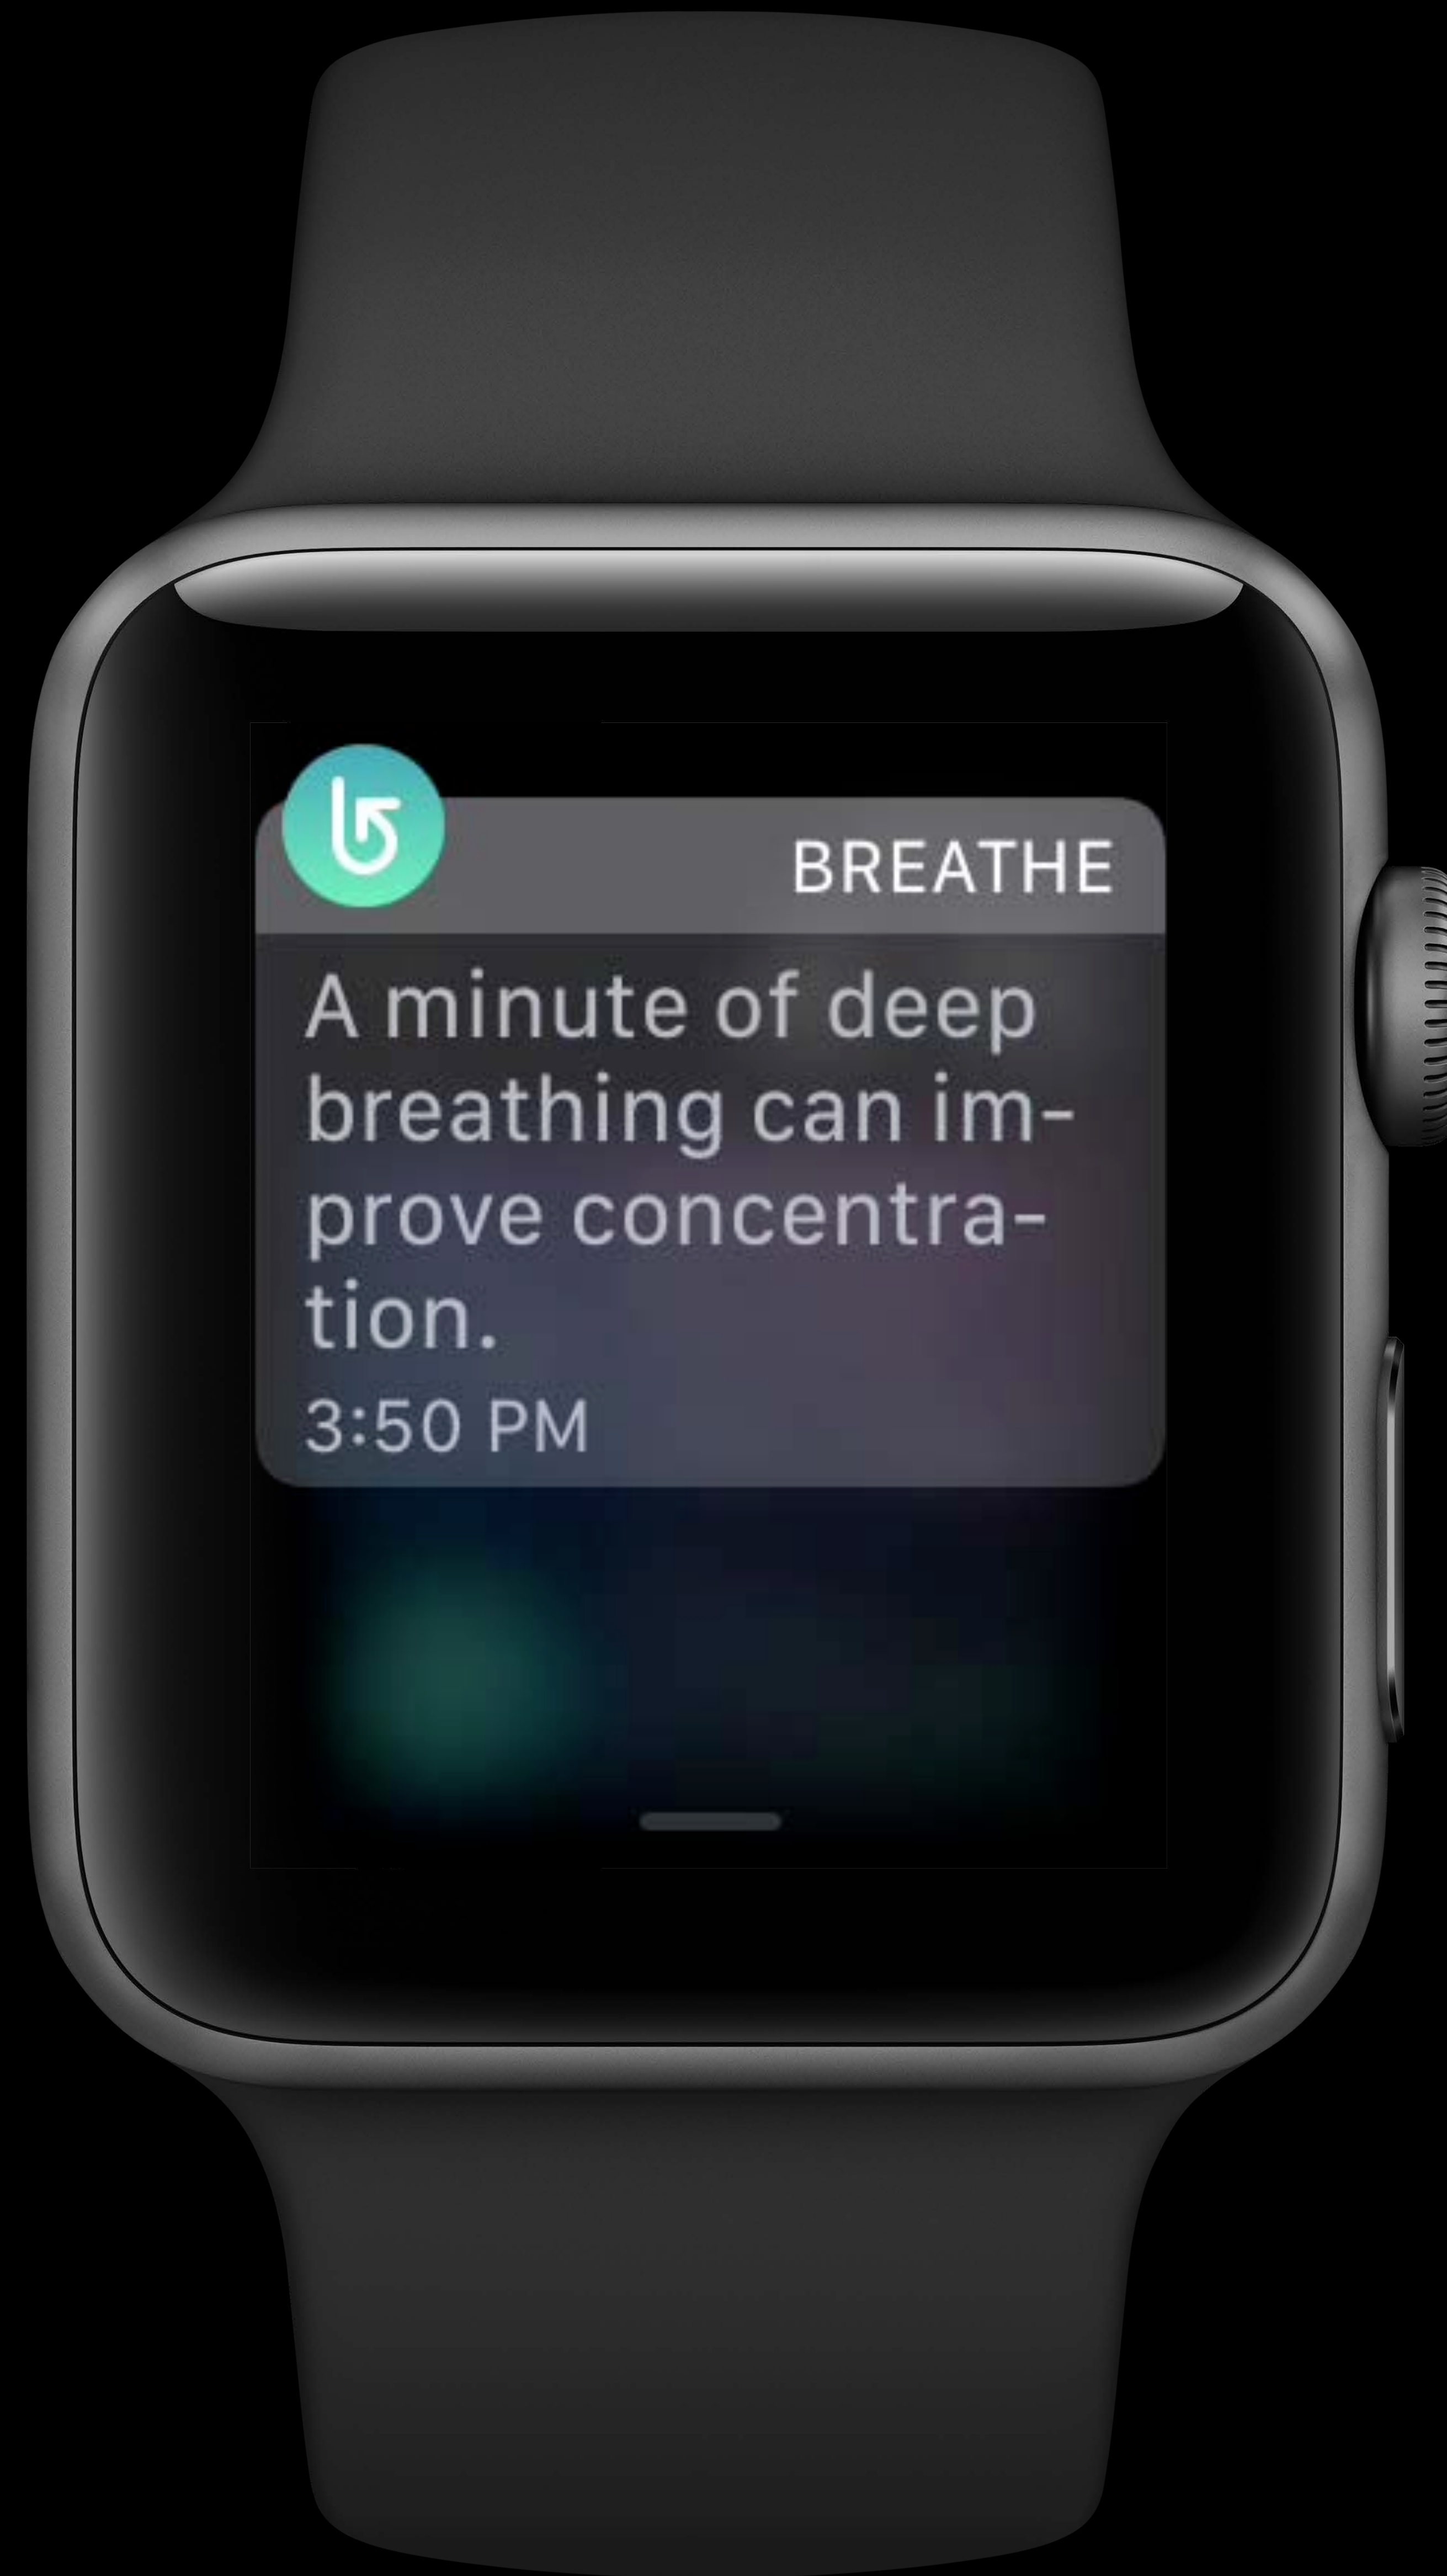 BREATHE
A minute of deep
breathing can im-
prove concentra-
tion.
3:50 PM